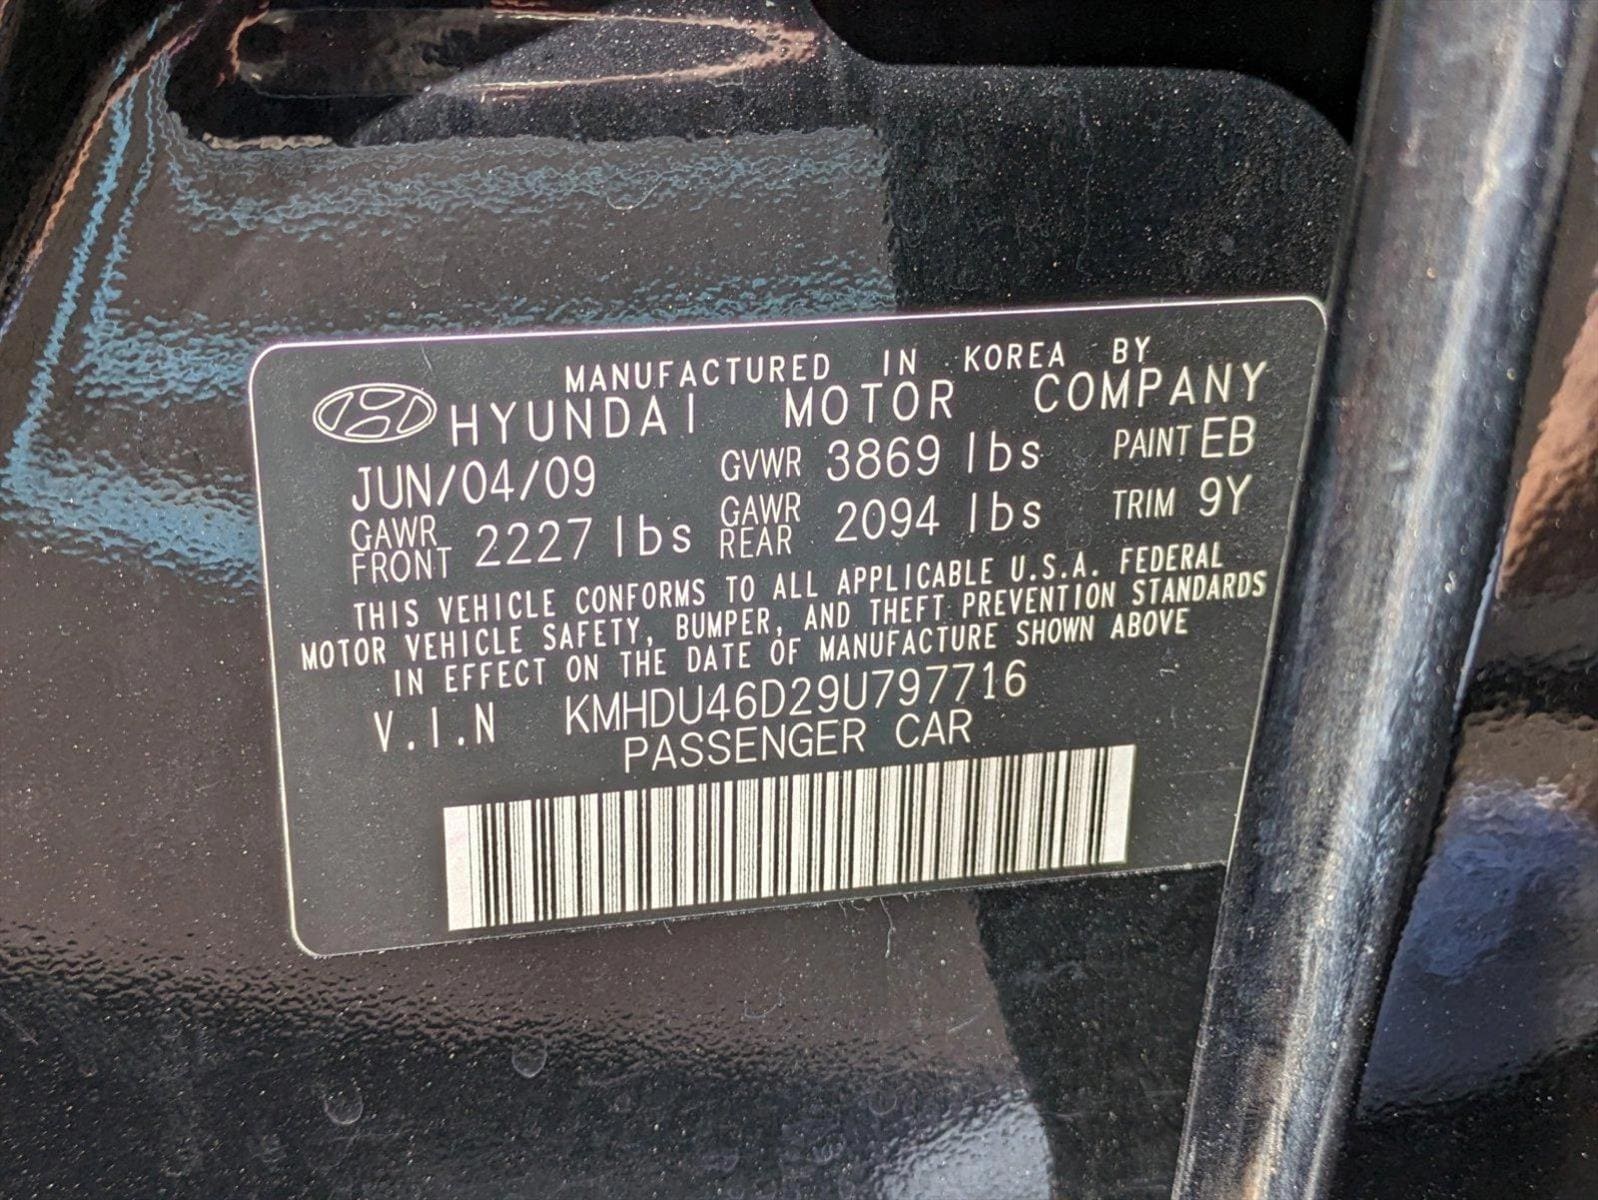 MANUFACTURED IN KOREA BY
HYUNDAI MOTOR COMPANY
JUN/04/09 GVWR 3869 lbs PAINT EB
GAWR FRONT 2227 lbs GAWR REAR 2094 lbs TRIM 9Y
THIS VEHICLE CONFORMS TO ALL APPLICABLE U.S.A. FEDERAL
MOTOR VEHICLE SAFETY, BUMPER, AND THEFT PREVENTION STANDARDS
IN EFFECT ON THE DATE OF MANUFACTURE SHOWN ABOVE
V.I.N KMHDU46D29U797716
PASSENGER CAR